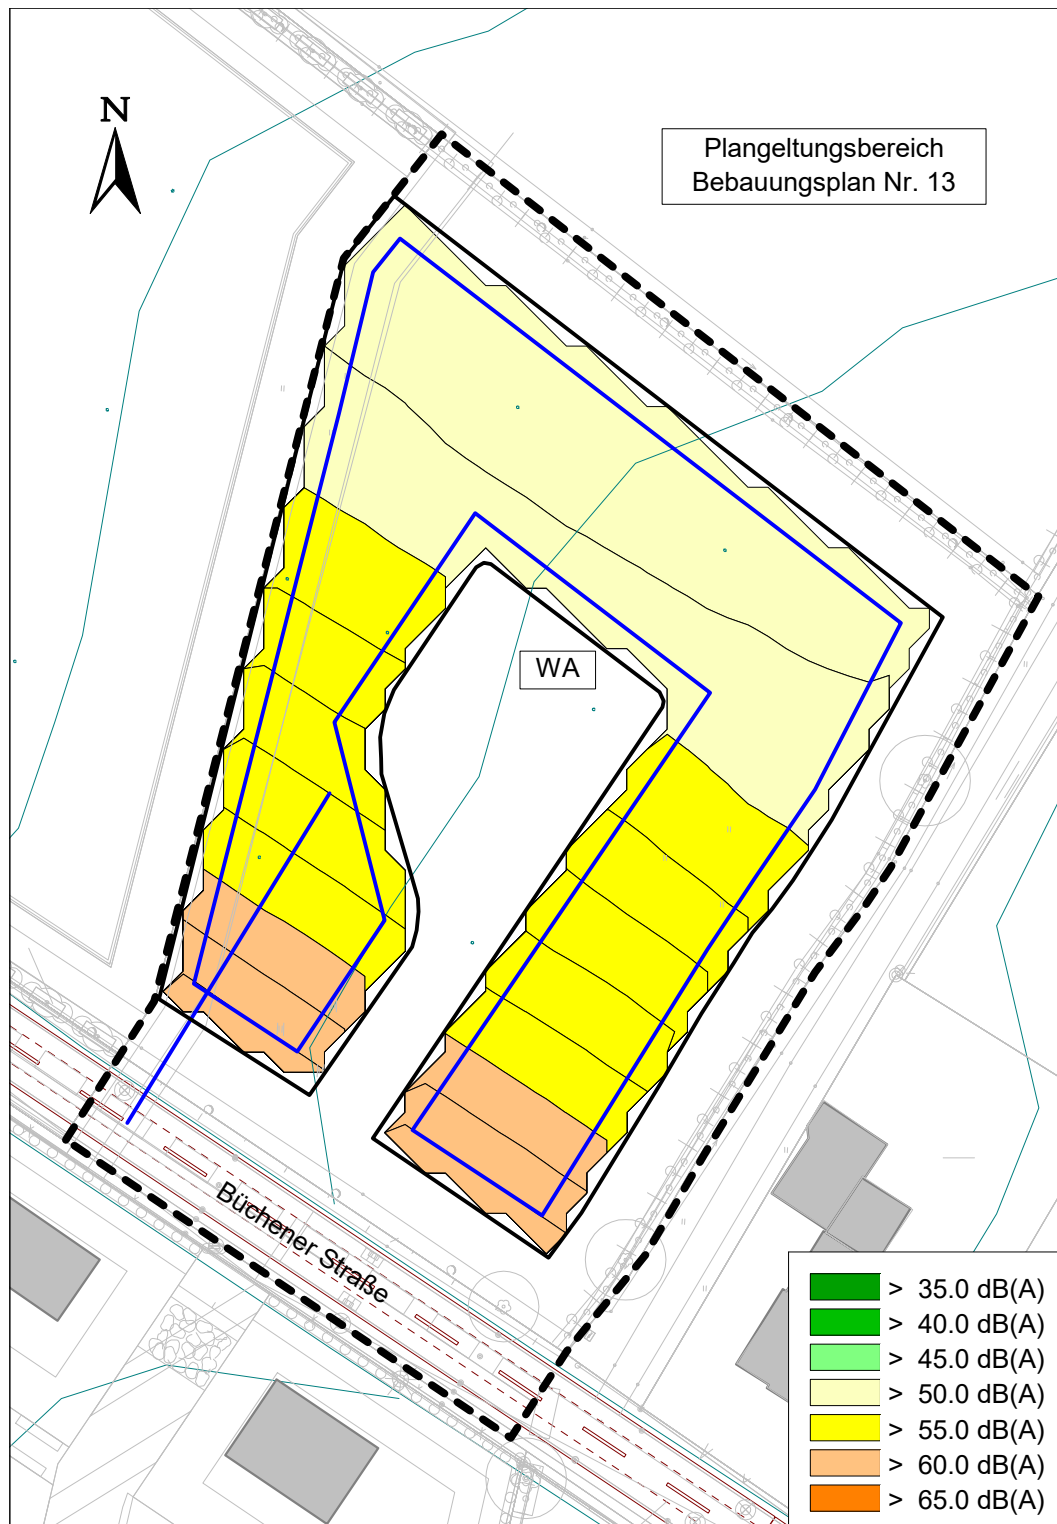 N
Plangeltungsbereich
Bebauungsplan Nr. 13
WA
Büchener Straße
> 35.0 dB(A)
> 40.0 dB(A)
> 45.0 dB(A)
> 50.0 dB(A)
> 55.0 dB(A)
> 60.0 dB(A)
> 65.0 dB(A)